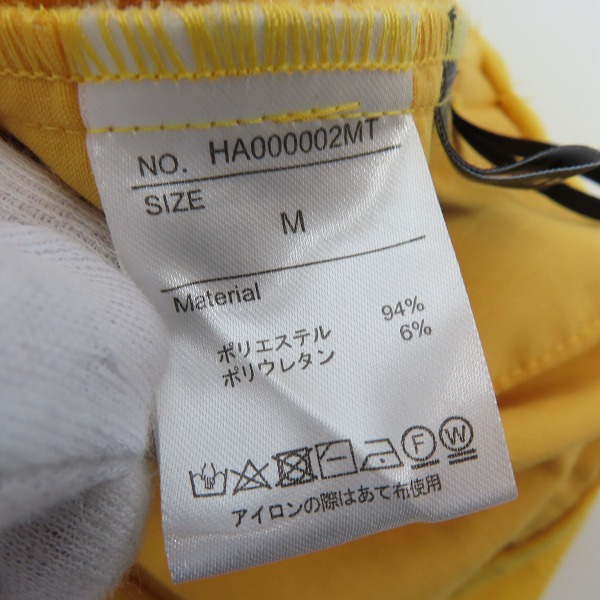 NO. HA000002MT
SIZE
M
Material
ポリエステル 94%
ポリウレタン 6%
F W
アイロンの際はあて布使用